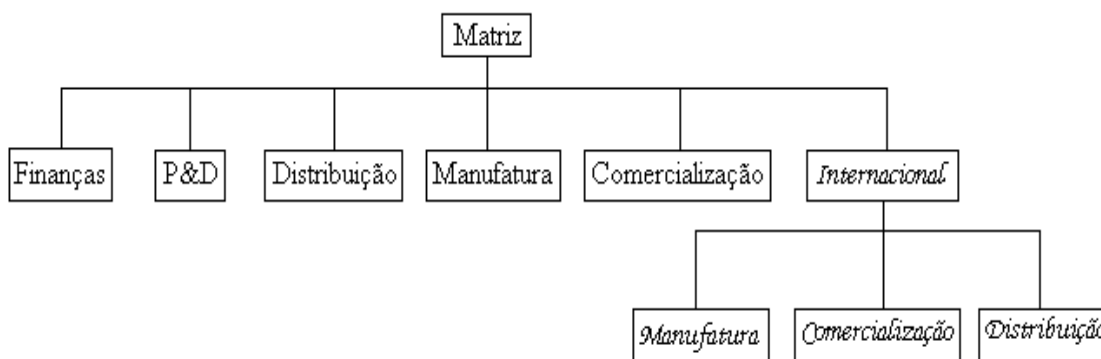 Matriz
Finanças
P&D
Distribuição
Manufatura
Comercialização
Internacional
Manufatura
Comercialização
Distribuição